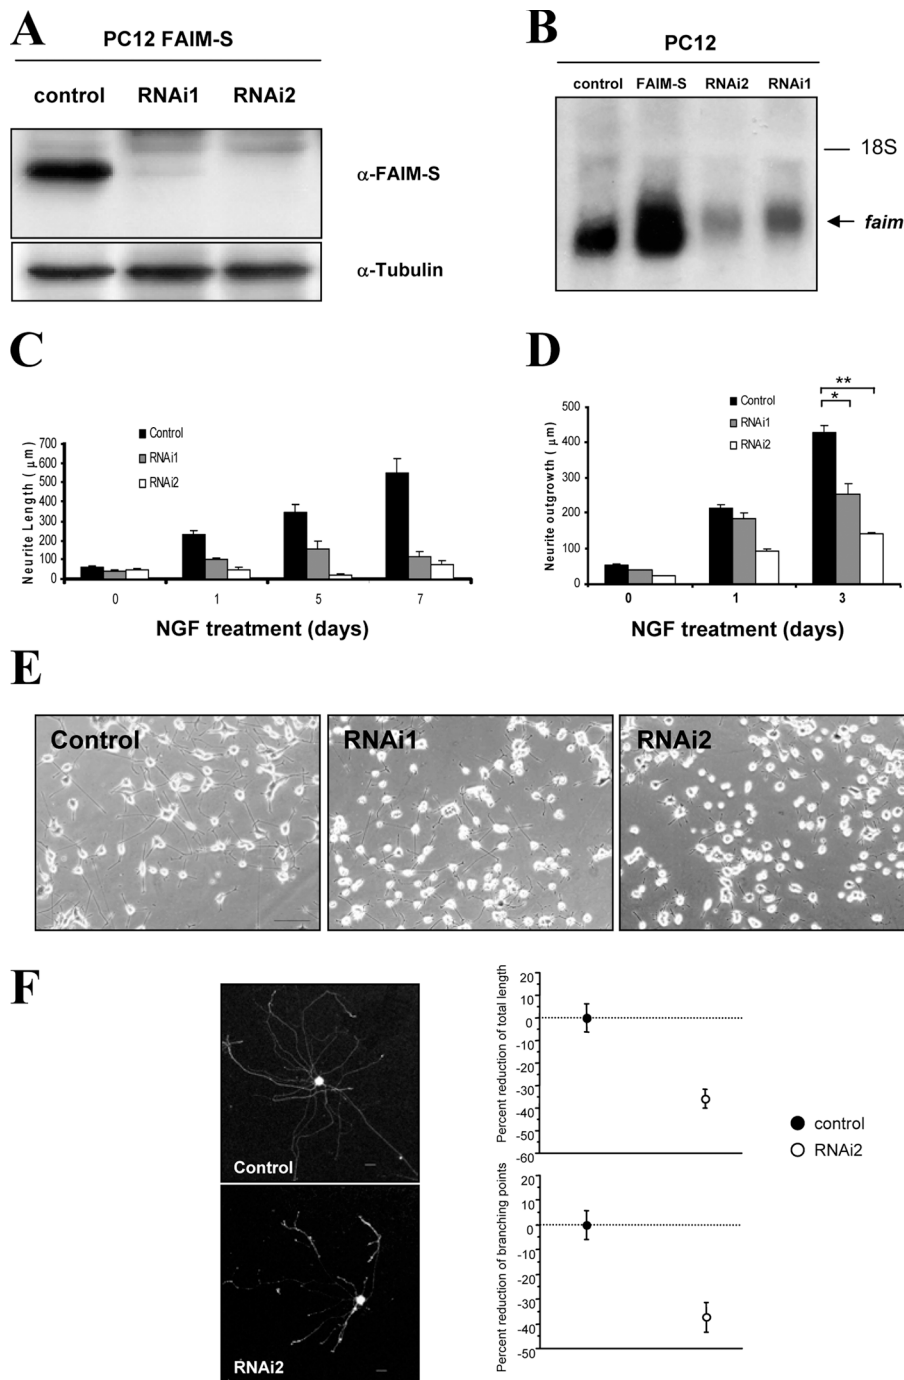 A
PC12 FAIM-S
control RNAi1 RNAi2
α-FAIM-S
α-Tubulin
B
PC12
control FAIM-S RNAi2 RNAi1
18S
faim
C
Neurite Length ( μm)
700
600
500
400
300
200
100
0
Control
RNAi1
RNAi2
0 1 5 7
NGF treatment (days)
D
Neurite outgrowth (μm)
500
400
300
200
100
0
Control
RNAi1
RNAi2
**
*
0 1 3
NGF treatment (days)
E
Control
RNAi1
RNAi2
F
Control
RNAi2
Percent reduction of total length
20
10
0
-10
-20
-30
-40
-50
-60
Percent reduction of branching points
20
10
0
-10
-20
-30
-40
-50
control
RNAi2